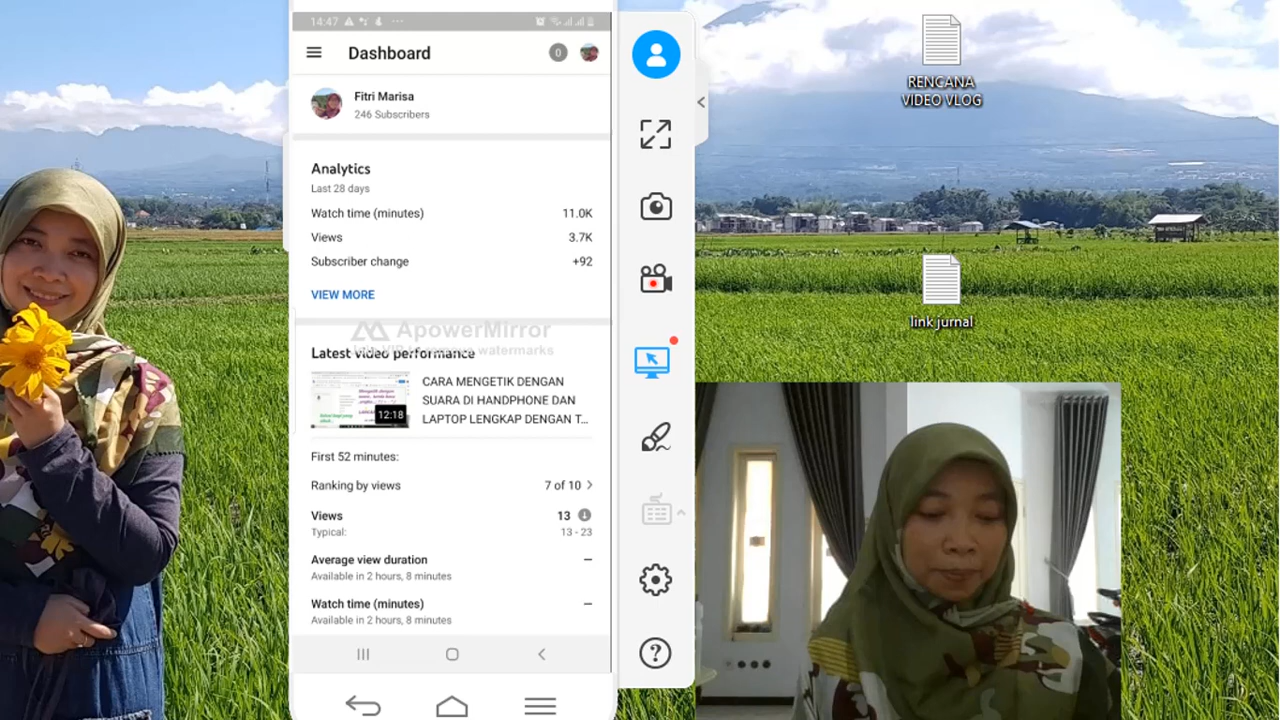 14:47
Dashboard
0
Fitri Marisa
246 Subscribers
Analytics
Last 28 days
Watch time (minutes) 11.0K
Views 3.7K
Subscriber change +92
VIEW MORE
ApowerMirror
Latest video performance
to remove watermarks
CARA MENGETIK DENGAN
SUARA DI HANDPHONE DAN
LAPTOP LENGKAP DENGAN T...
12:18
First 52 minutes:
Ranking by views 7 of 10
Views 13
Typical: 13 - 23
Average view duration –
Available in 2 hours, 8 minutes
Watch time (minutes) –
Available in 2 hours, 8 minutes
RENCANA
VIDEO VLOG
link jurnal